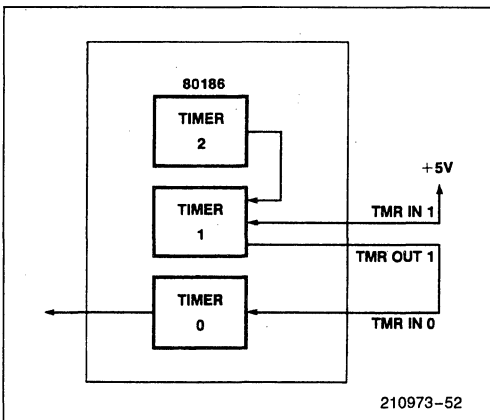 80186
TIMER
2
+5V
TIMER
1
TMR IN 1
TMR OUT 1
TIMER
0
TMR IN 0
210973-52